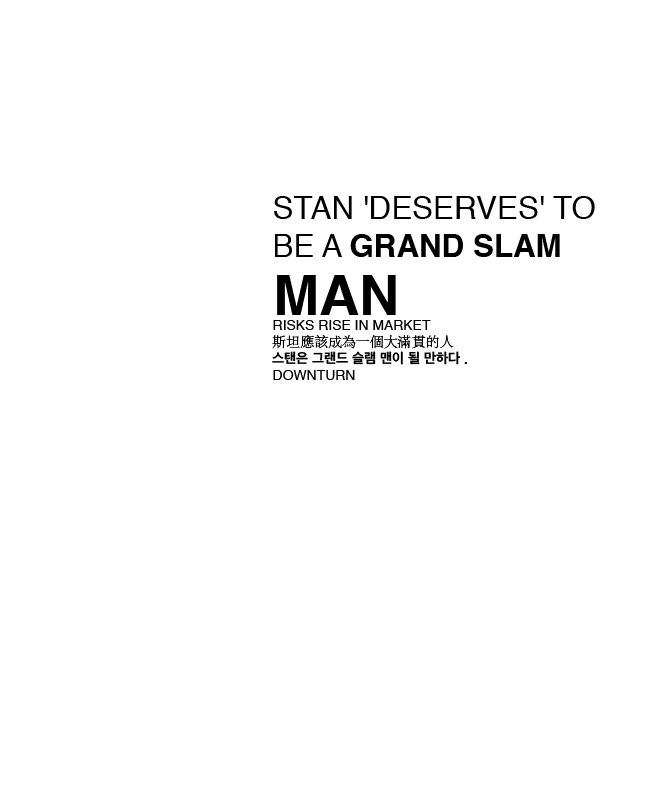 STAN 'DESERVES' TO
BE A GRAND SLAM
MAN
RISKS RISE IN MARKET
斯坦應該成為一個大滿貫的人
스탠은 그랜드 슬램 맨이 될 만하다 .
DOWNTURN